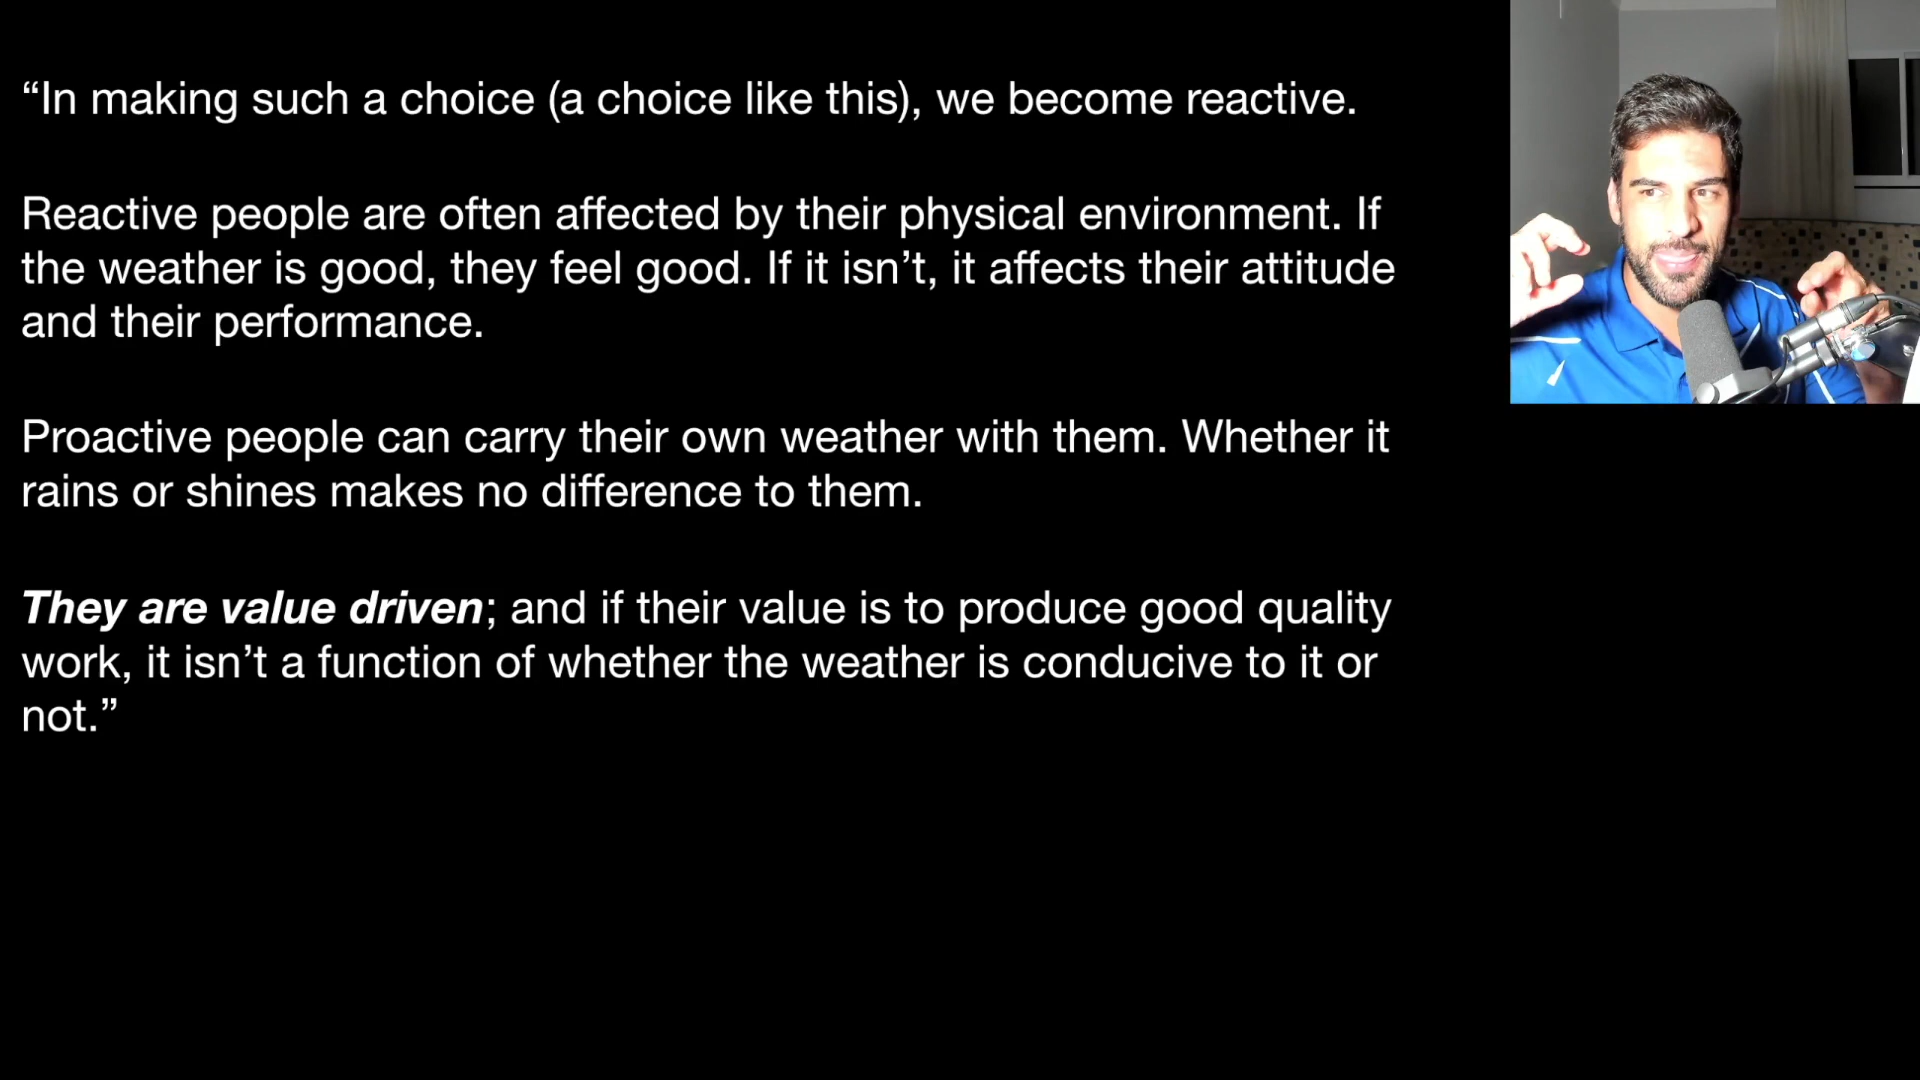 “In making such a choice (a choice like this), we become reactive.
Reactive people are often affected by their physical environment. If
the weather is good, they feel good. If it isn’t, it affects their attitude
and their performance.
Proactive people can carry their own weather with them. Whether it
rains or shines makes no difference to them.
They are value driven; and if their value is to produce good quality
work, it isn’t a function of whether the weather is conducive to it or
not.”